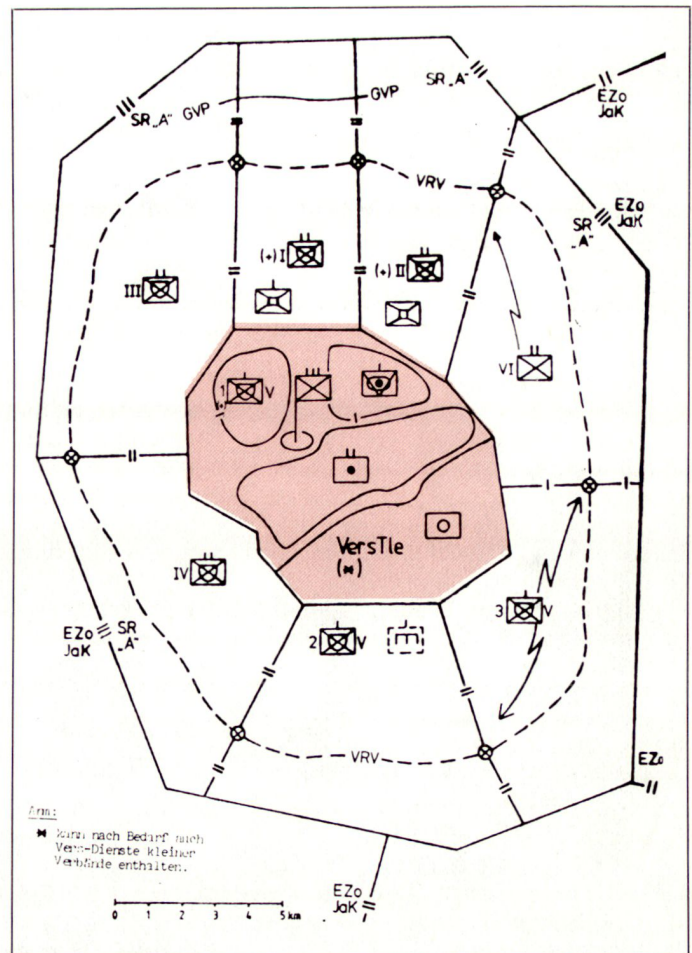 SR „A"
EZo
JaK
SR „A" GVP
GVP
VRV
EZo
JaK
SR
„A"
(+) I
(+) II
III
VI
1
V
(+)
VersTle
(*)
IV
3
V
EZo
JaK
SR
„A"
2
V
VRV
EZo
Anm:
* kann nach Bedarf auch
Vers-Dienste kleiner
Verbände enthalten.
EZo
JaK
0 1 2 3 4 5 km